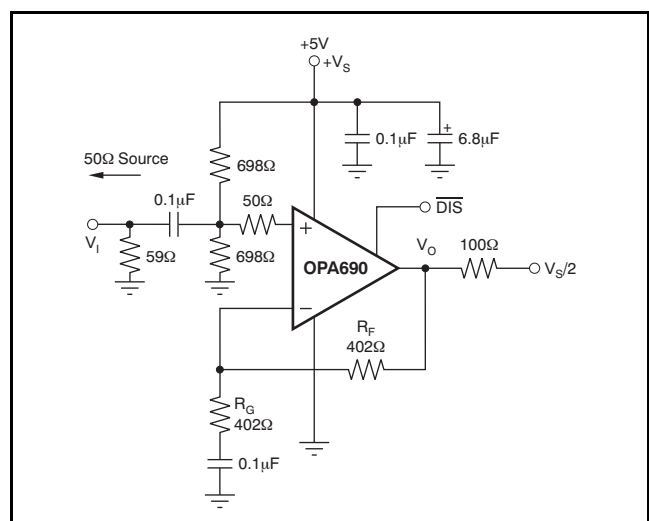 +5V
+V_S
0.1µF
6.8µF
50Ω Source
698Ω
0.1µF
50Ω
DIS
V_I
59Ω
698Ω
+
OPA690
−
V_O
100Ω
V_S/2
R_F
402Ω
R_G
402Ω
0.1µF